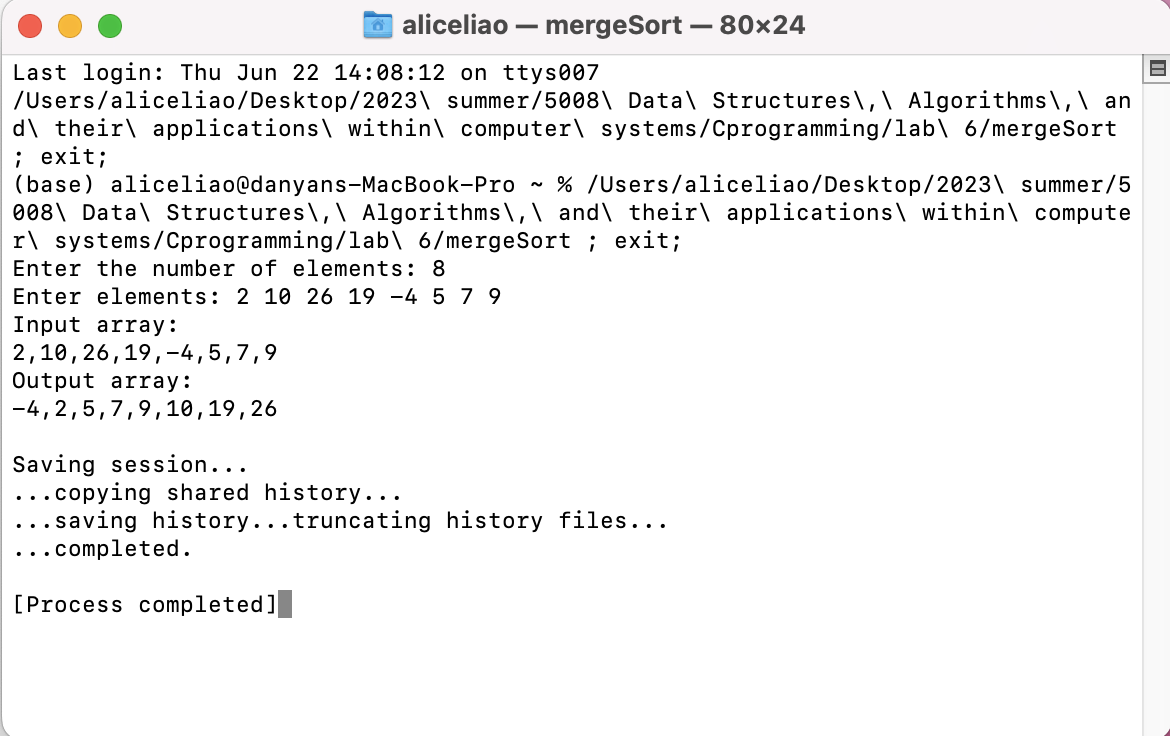 aliceliao — mergeSort — 80×24
Last login: Thu Jun 22 14:08:12 on ttys007
/Users/aliceliao/Desktop/2023\ summer/5008\ Data\ Structures\,\ Algorithms\,\ an
d\ their\ applications\ within\ computer\ systems/Cprogramming/lab\ 6/mergeSort
; exit;
(base) aliceliao@danyans-MacBook-Pro ~ % /Users/aliceliao/Desktop/2023\ summer/5
008\ Data\ Structures\,\ Algorithms\,\ and\ their\ applications\ within\ compute
r\ systems/Cprogramming/lab\ 6/mergeSort ; exit;
Enter the number of elements: 8
Enter elements: 2 10 26 19 -4 5 7 9
Input array:
2,10,26,19,-4,5,7,9
Output array:
-4,2,5,7,9,10,19,26
Saving session...
...copying shared history...
...saving history...truncating history files...
...completed.
[Process completed]